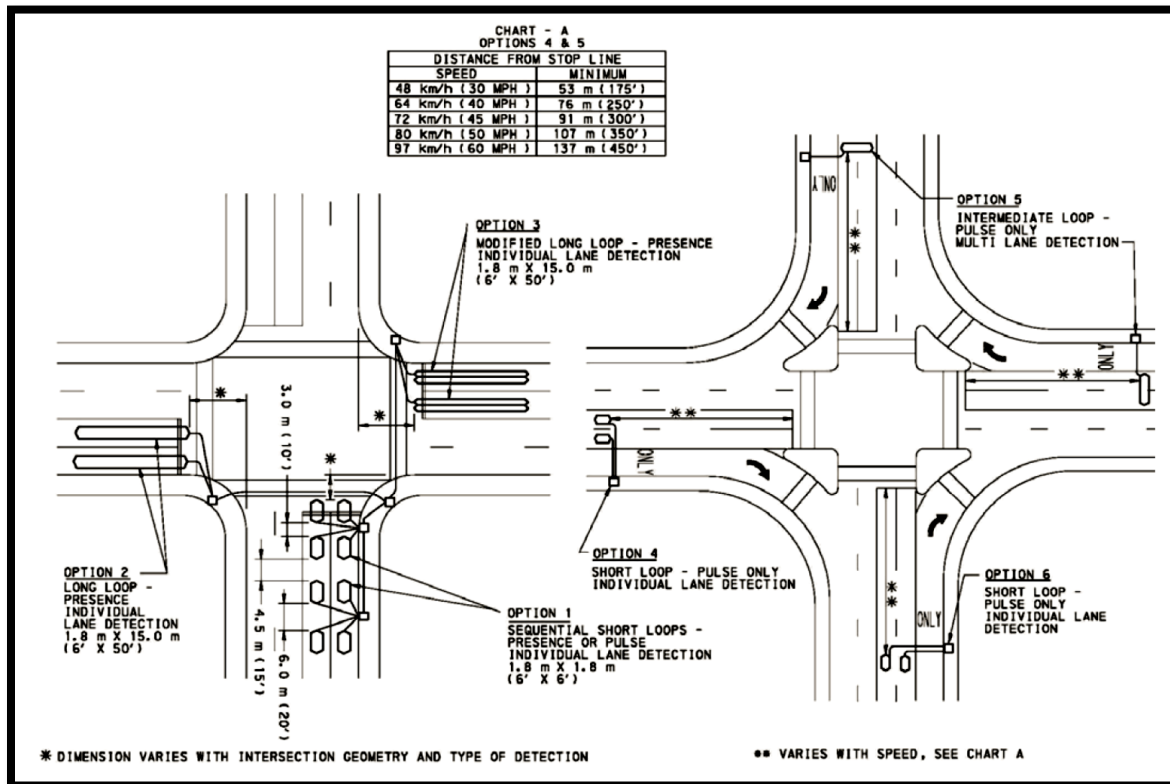 CHART - A
OPTIONS 4 & 5
DISTANCE FROM STOP LINE
SPEED MINIMUM
48 km/h ( 30 MPH ) 53 m ( 175' )
64 km/h ( 40 MPH ) 76 m ( 250' )
72 km/h ( 45 MPH ) 91 m ( 300' )
80 km/h ( 50 MPH ) 107 m ( 350' )
97 km/h ( 60 MPH ) 137 m ( 450' )
OPTION 3
MODIFIED LONG LOOP - PRESENCE
INDIVIDUAL LANE DETECTION
1.8 m X 15.0 m
(6' X 50')
*
*
*
3.0 m (10')
4.5 m (15')
6.0 m (20')
OPTION 2
LONG LOOP -
PRESENCE
INDIVIDUAL
LANE DETECTION
1.8 m X 15.0 m
(6' X 50')
OPTION 1
SEQUENTIAL SHORT LOOPS -
PRESENCE OR PULSE
INDIVIDUAL LANE DETECTION
1.8 m X 1.8 m
(6' X 6')
ONLY
**
OPTION 5
INTERMEDIATE LOOP -
PULSE ONLY
MULTI LANE DETECTION
ONLY
**
**
ONLY
OPTION 4
SHORT LOOP - PULSE ONLY
INDIVIDUAL LANE DETECTION
**
ONLY
OPTION 6
SHORT LOOP -
PULSE ONLY
INDIVIDUAL LANE
DETECTION
* DIMENSION VARIES WITH INTERSECTION GEOMETRY AND TYPE OF DETECTION
** VARIES WITH SPEED, SEE CHART A